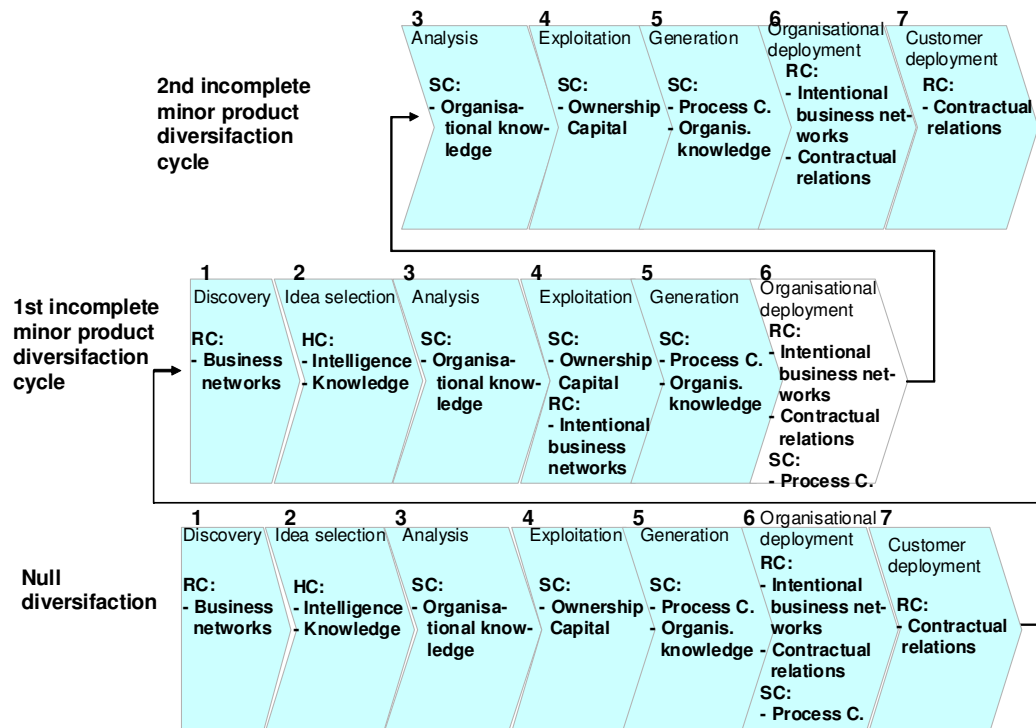 2nd incomplete
minor product
diversifaction
cycle
3
Analysis
SC:
- Organisa-
tional know-
ledge
4
Exploitation
SC:
- Ownership
Capital
5
Generation
SC:
- Process C.
- Organis.
knowledge
6
Organisational
deployment
RC:
- Intentional
business net-
works
- Contractual
relations
7
Customer
deployment
RC:
- Contractual
relations
1st incomplete
minor product
diversifaction
cycle
1
Discovery
RC:
- Business
networks
2
Idea selection
HC:
- Intelligence
- Knowledge
3
Analysis
SC:
- Organisa-
tional know-
ledge
4
Exploitation
SC:
- Ownership
Capital
RC:
- Intentional
business
networks
5
Generation
SC:
- Process C.
- Organis.
knowledge
6
Organisational
deployment
RC:
- Intentional
business net-
works
- Contractual
relations
SC:
- Process C.
Null
diversifaction
1
Discovery
RC:
- Business
networks
2
Idea selection
HC:
- Intelligence
- Knowledge
3
Analysis
SC:
- Organisa-
tional know-
ledge
4
Exploitation
SC:
- Ownership
Capital
5
Generation
SC:
- Process C.
- Organis.
knowledge
6
Organisational
deployment
RC:
- Intentional
business net-
works
- Contractual
relations
SC:
- Process C.
7
Customer
deployment
RC:
- Contractual
relations